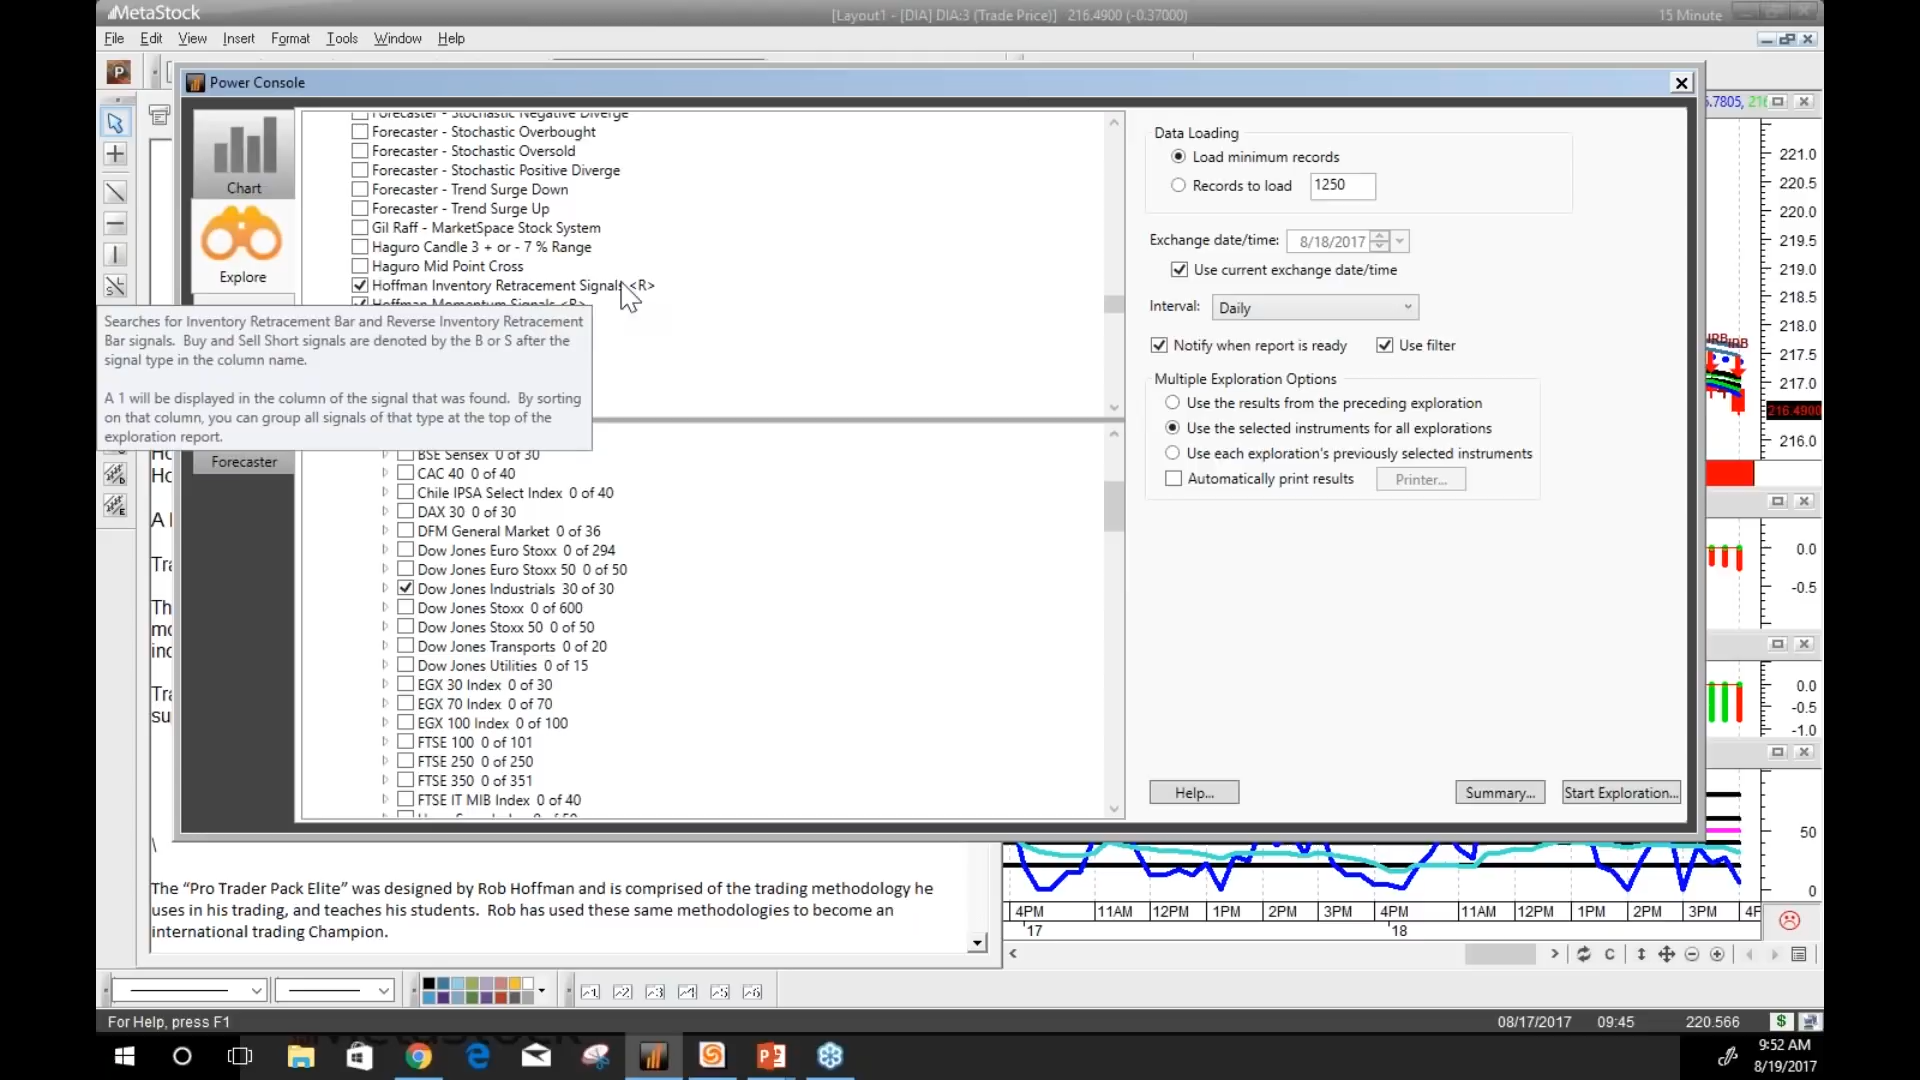 MetaStock
[Layout1 - [DIA] DIA:3 (Trade Price)] 216.4900 (-0.37000)
15 Minute
File Edit View Insert Format Tools Window Help
P
Power Console
5.7805, 216
Chart
Explore
Forecaster
Forecaster - Stochastic Negative Diverge
Forecaster - Stochastic Overbought
Forecaster - Stochastic Oversold
Forecaster - Stochastic Positive Diverge
Forecaster - Trend Surge Down
Forecaster - Trend Surge Up
Gil Raff - MarketSpace Stock System
Haguro Candle 3 + or - 7 % Range
Haguro Mid Point Cross
Hoffman Inventory Retracement Signals <R>
Hoffman Momentum Signals <R>
Searches for Inventory Retracement Bar and Reverse Inventory Retracement
Bar signals. Buy and Sell Short signals are denoted by the B or S after the
signal type in the column name.
A 1 will be displayed in the column of the signal that was found. By sorting
on that column, you can group all signals of that type at the top of the
exploration report.
BSE Sensex 0 of 30
CAC 40 0 of 40
Chile IPSA Select Index 0 of 40
DAX 30 0 of 30
DFM General Market 0 of 36
Dow Jones Euro Stoxx 0 of 294
Dow Jones Euro Stoxx 50 0 of 50
Dow Jones Industrials 30 of 30
Dow Jones Stoxx 0 of 600
Dow Jones Stoxx 50 0 of 50
Dow Jones Transports 0 of 20
Dow Jones Utilities 0 of 15
EGX 30 Index 0 of 30
EGX 70 Index 0 of 70
EGX 100 Index 0 of 100
FTSE 100 0 of 101
FTSE 250 0 of 250
FTSE 350 0 of 351
FTSE IT MIB Index 0 of 40
Data Loading
Load minimum records
Records to load 1250
Exchange date/time: 8/18/2017
Use current exchange date/time
Interval: Daily
Notify when report is ready Use filter
Multiple Exploration Options
Use the results from the preceding exploration
Use the selected instruments for all explorations
Use each exploration's previously selected instruments
Automatically print results Printer...
Help... Summary... Start Exploration...
221.0
220.5
220.0
219.5
219.0
218.5
218.0
217.5
217.0
216.4900
216.0
IRB IRB
0.0
-0.5
0.0
-0.5
-1.0
50
0
Ho
Ho
A
Tra
Th
mo
inc
Tra
su
\
The “Pro Trader Pack Elite” was designed by Rob Hoffman and is comprised of the trading methodology he
uses in his trading, and teaches his students. Rob has used these same methodologies to become an
international trading Champion.
4PM 11AM 12PM 1PM 2PM 3PM 4PM 11AM 12PM 1PM 2PM 3PM 4P
'17 '18
For Help, press F1
08/17/2017 09:45 220.566
9:52 AM
8/19/2017